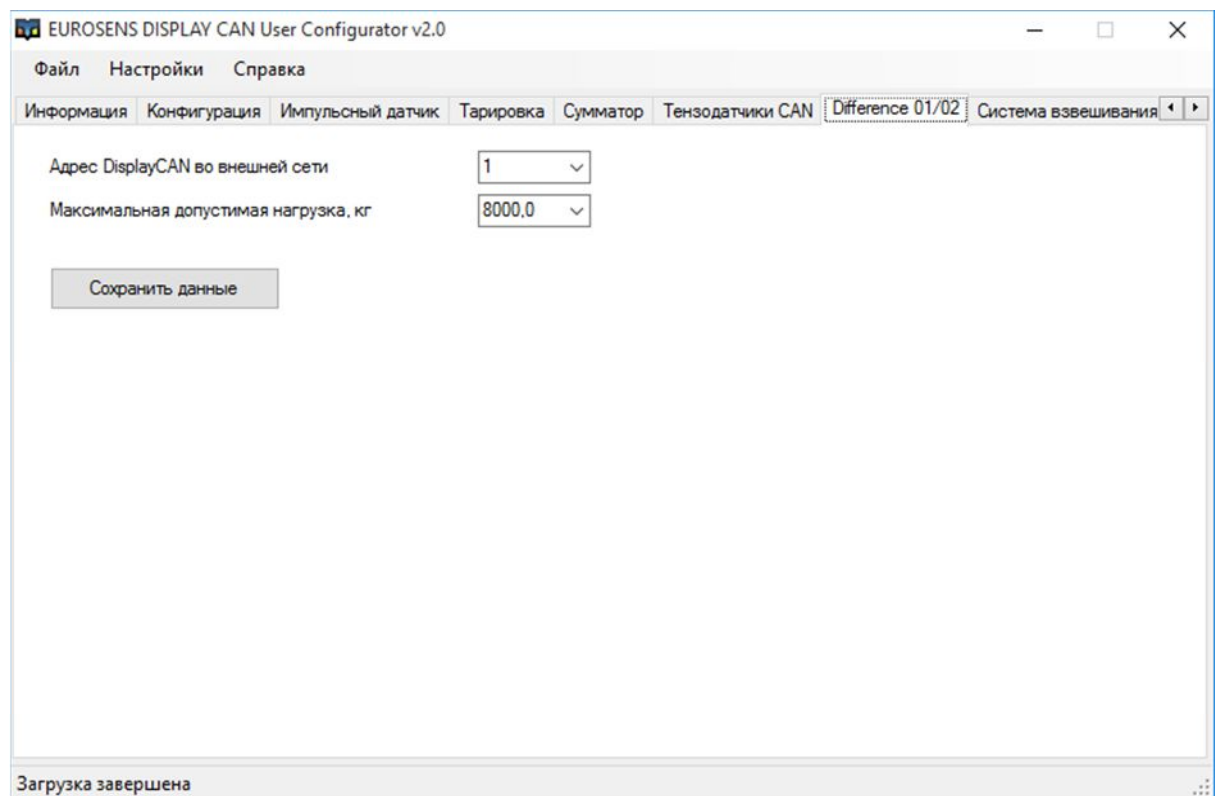 EUROSENS DISPLAY CAN User Configurator v2.0
Файл Настройки Справка
Информация Конфигурация Импульсный датчик Тарировка Сумматор Тензодатчики CAN Difference 01/02 Система взвешивания
Адрес DisplayCAN во внешней сети 1
Максимальная допустимая нагрузка, кг 8000,0
Сохранить данные
Загрузка завершена